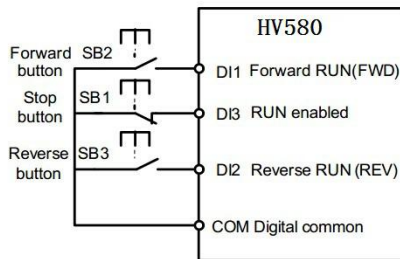 HV580
Forward button SB2
DI1 Forward RUN(FWD)
Stop button SB1
DI3 RUN enabled
Reverse button SB3
DI2 Reverse RUN (REV)
COM Digital common